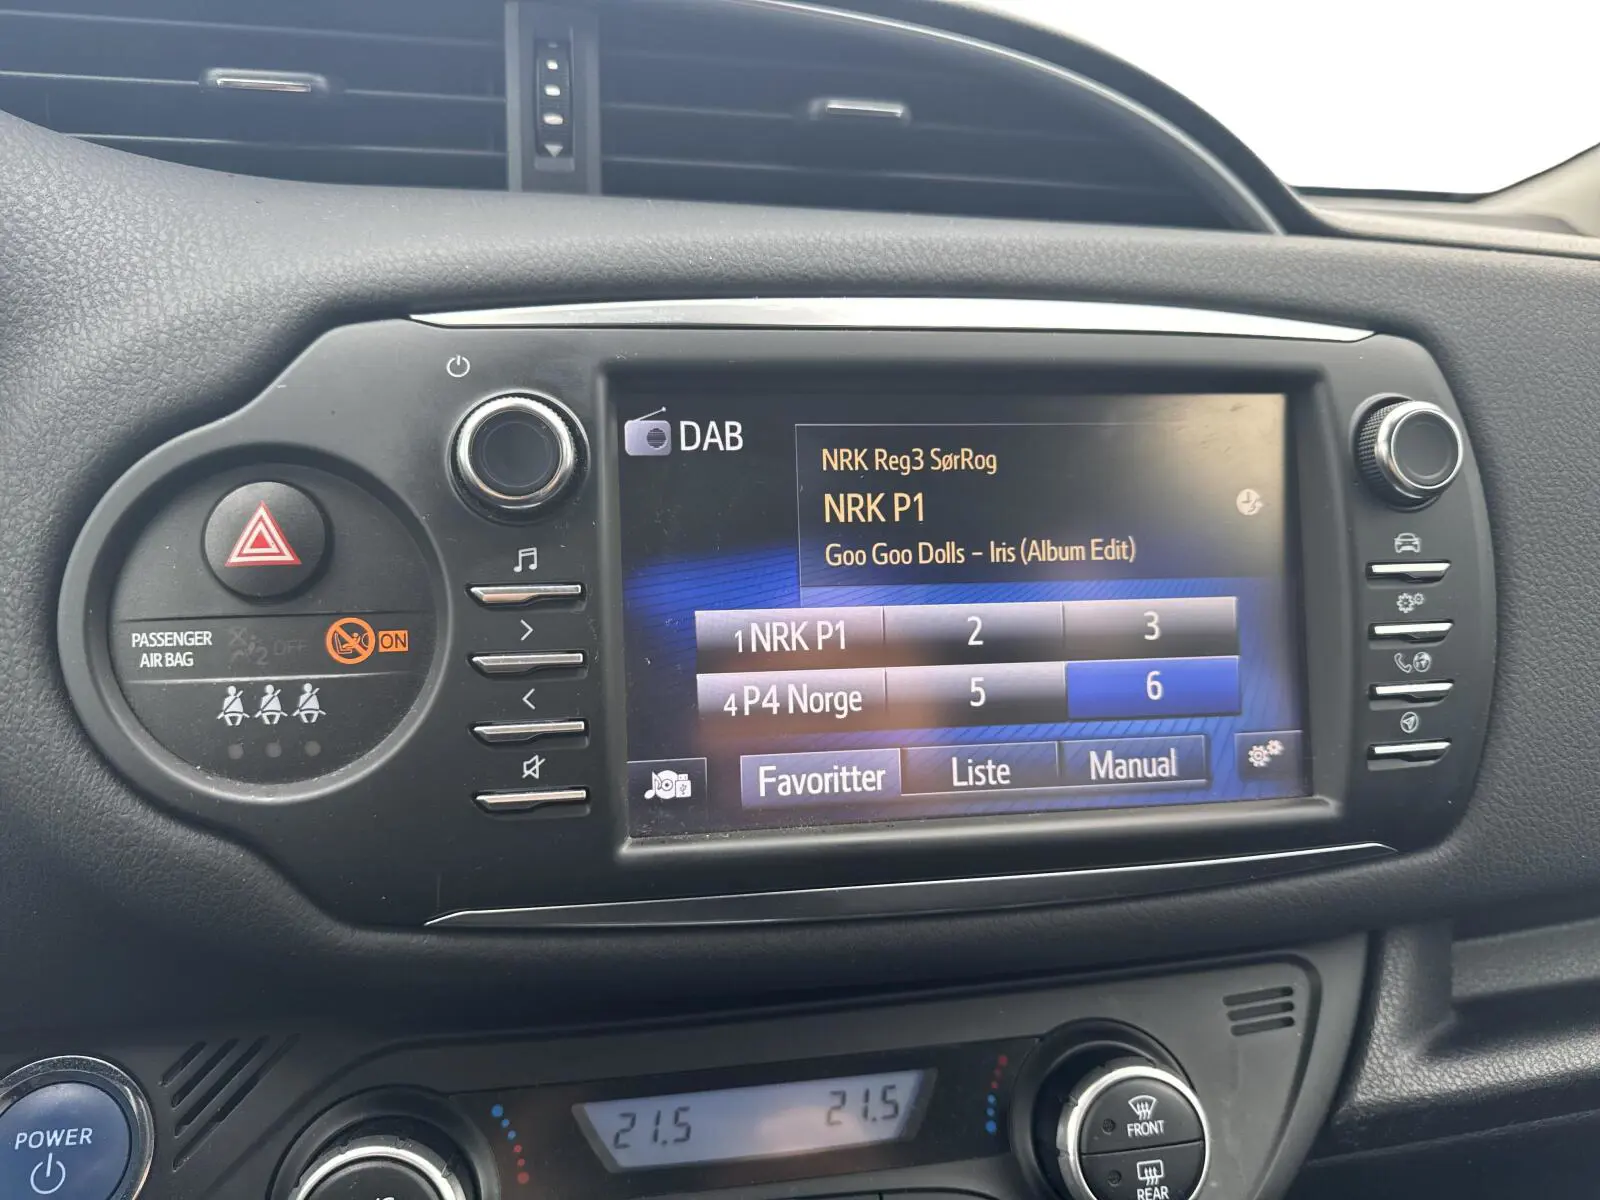 DAB
NRK Reg3 SørRog
NRK P1
Goo Goo Dolls - Iris (Album Edit)
1 NRK P1
2
3
4 P4 Norge
5
6
Favoritter
Liste
Manual
PASSENGER
AIR BAG
2 OFF
ON
POWER
21.5
21.5
FRONT
REAR